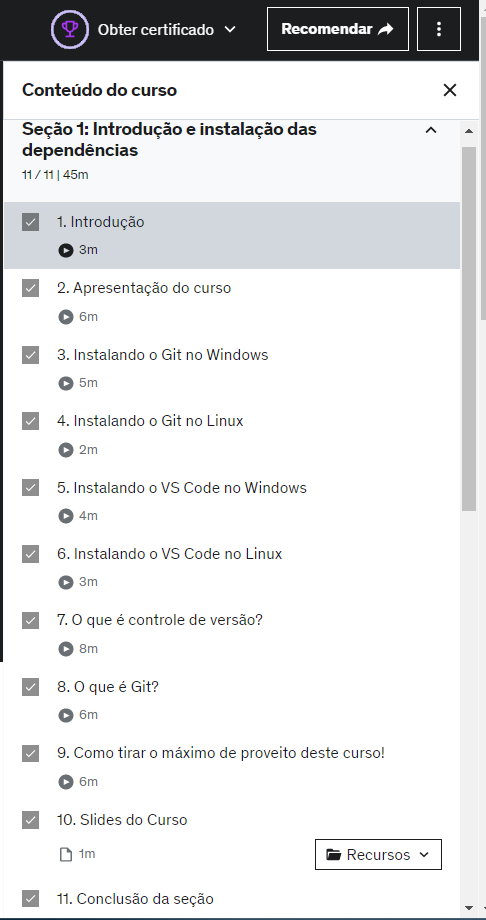 Obter certificado
Recomendar
Conteúdo do curso
Seção 1: Introdução e instalação das
dependências
11 / 11 | 45m
1. Introdução
3m
2. Apresentação do curso
6m
3. Instalando o Git no Windows
5m
4. Instalando o Git no Linux
2m
5. Instalando o VS Code no Windows
4m
6. Instalando o VS Code no Linux
3m
7. O que é controle de versão?
8m
8. O que é Git?
6m
9. Como tirar o máximo de proveito deste curso!
6m
10. Slides do Curso
1m
Recursos
11. Conclusão da seção